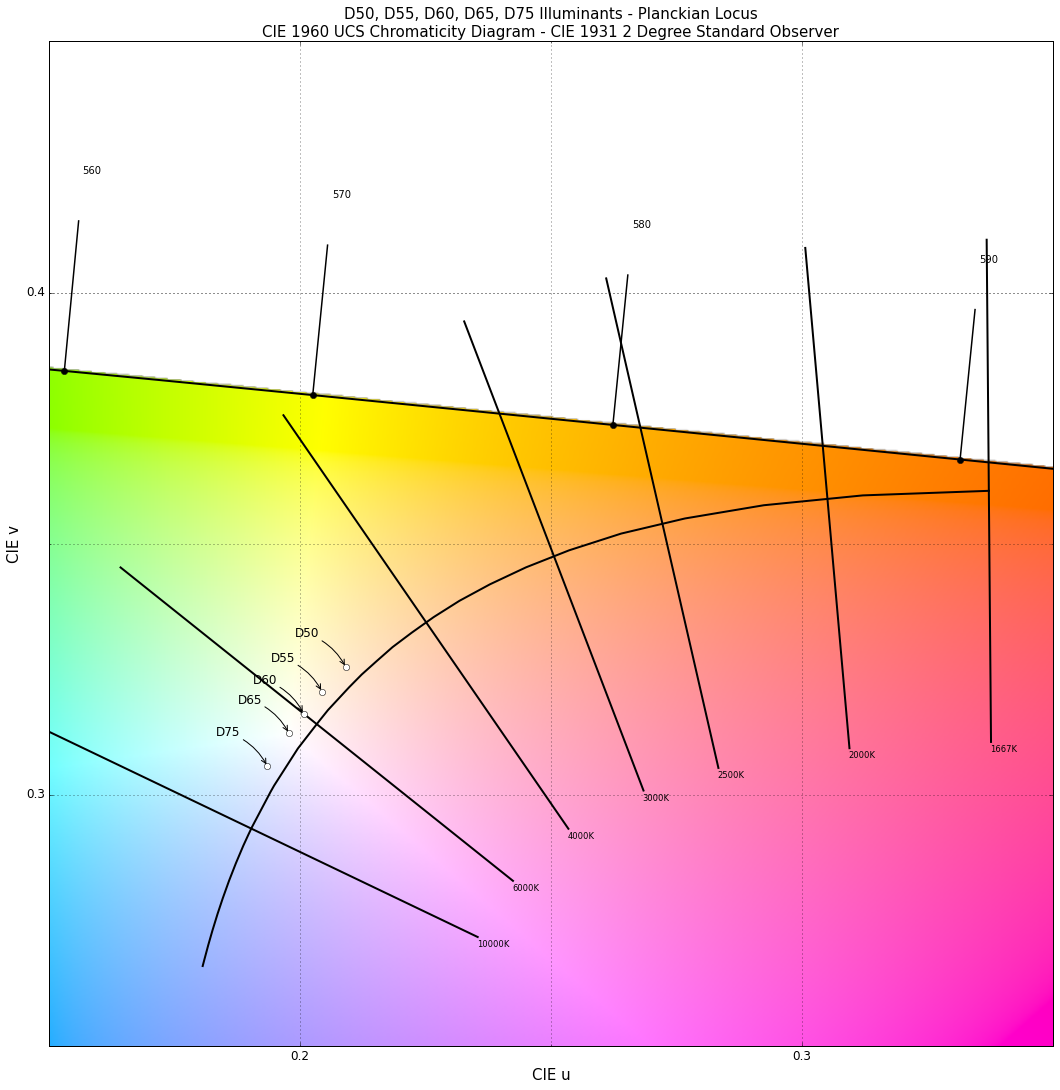 D50, D55, D60, D65, D75 Illuminants - Planckian Locus
CIE 1960 UCS Chromaticity Diagram - CIE 1931 2 Degree Standard Observer
560
570
580
590
0.4
CIE v
D50
D55
D60
D65
D75
1667K
2000K
2500K
3000K
0.3
4000K
6000K
10000K
0.2
0.3
CIE u